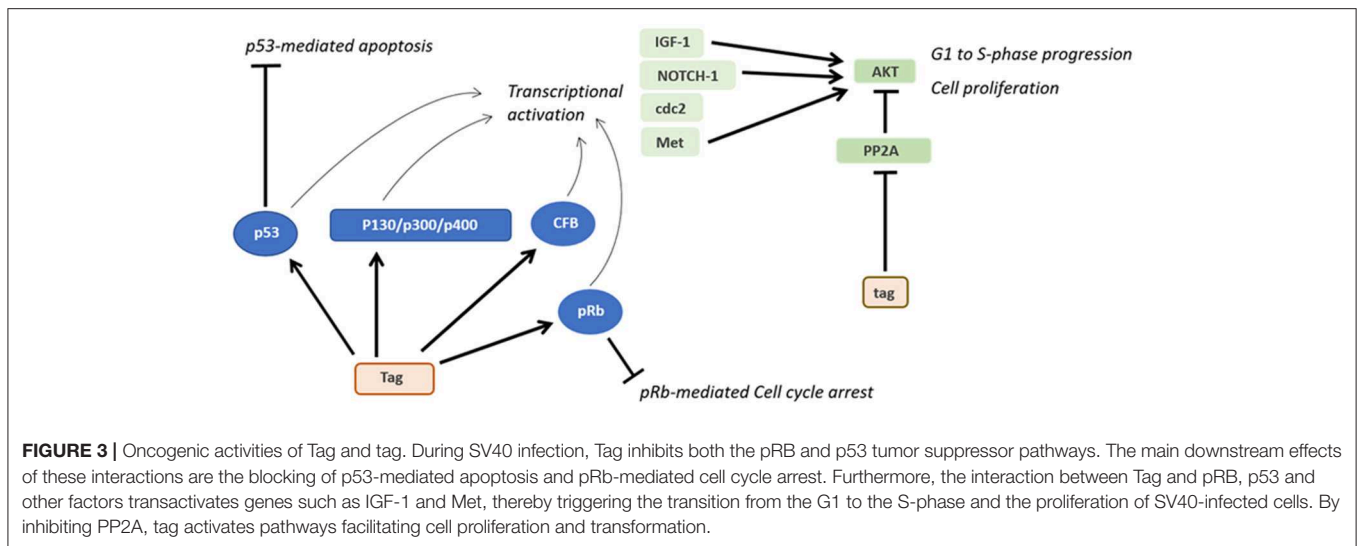 p53-mediated apoptosis
Transcriptional
activation
IGF-1
NOTCH-1
cdc2
Met
AKT
G1 to S-phase progression
Cell proliferation
PP2A
p53
P130/p300/p400
CFB
pRb
tag
Tag
pRb-mediated Cell cycle arrest
FIGURE 3 | Oncogenic activities of Tag and tag. During SV40 infection, Tag inhibits both the pRB and p53 tumor suppressor pathways. The main downstream effects
of these interactions are the blocking of p53-mediated apoptosis and pRb-mediated cell cycle arrest. Furthermore, the interaction between Tag and pRB, p53 and
other factors transactivates genes such as IGF-1 and Met, thereby triggering the transition from the G1 to the S-phase and the proliferation of SV40-infected cells. By
inhibiting PP2A, tag activates pathways facilitating cell proliferation and transformation.